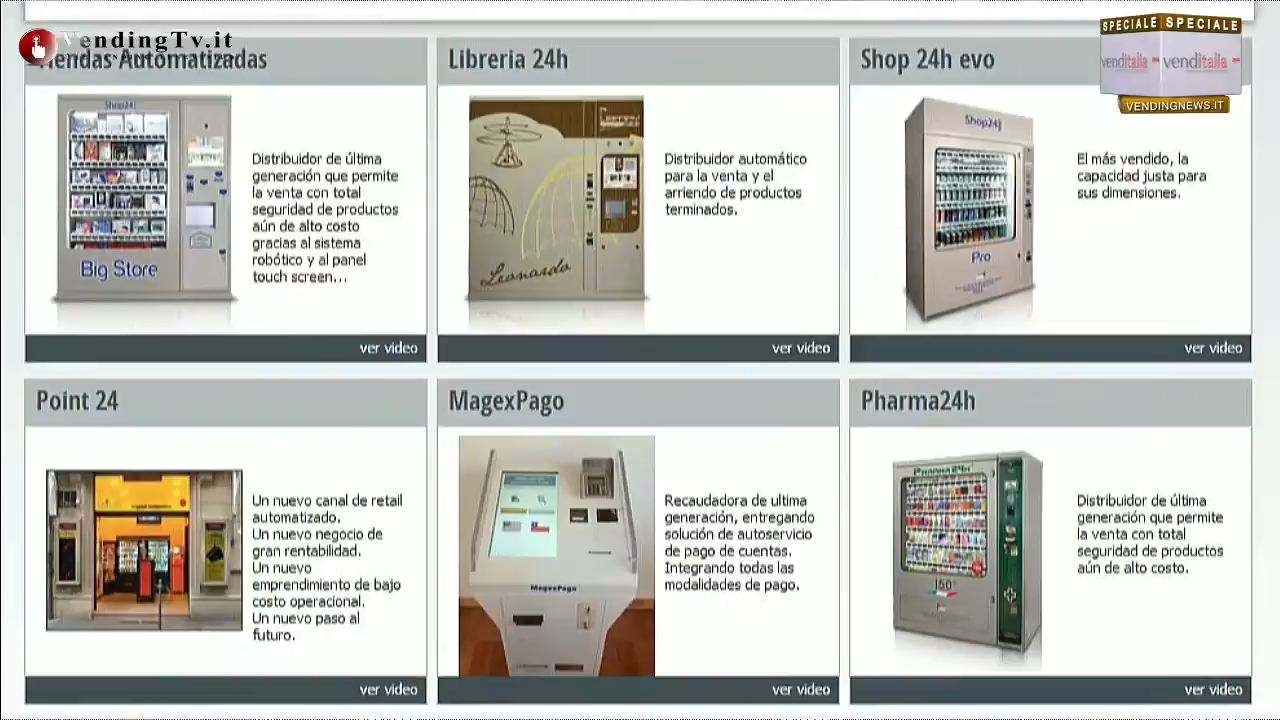 VendingTv.it
SPECIALE SPECIALE
venditalia venditalia
VENDINGNEWS.IT
Tiendas Automatizadas
Shop24
Big Store
Distribuidor de última
generación que permite
la venta con total
seguridad de productos
aún de alto costo
gracias al sistema
robótico y al panel
touch screen...
ver video
Libreria 24h
Leonardo
Distribuidor automático
para la venta y el
arriendo de productos
terminados.
ver video
Shop 24h evo
Shop24
Pro
El más vendido, la
capacidad justa para
sus dimensiones.
ver video
Point 24
Un nuevo canal de retail
automatizado.
Un nuevo negocio de
gran rentabilidad.
Un nuevo
emprendimiento de bajo
costo operacional.
Un nuevo paso al
futuro.
ver video
MagexPago
MagexPago
Recaudadora de ultima
generación, entregando
solución de autoservicio
de pago de cuentas.
Integrando todas las
modalidades de pago.
ver video
Pharma24h
PHARMA 24h
150°
Distribuidor de última
generación que permite
la venta con total
seguridad de productos
aún de alto costo.
ver video